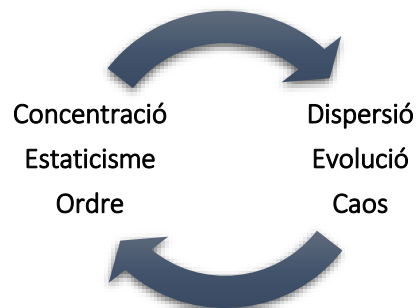 Concentració
Estaticisme
Ordre
Dispersió
Evolució
Caos